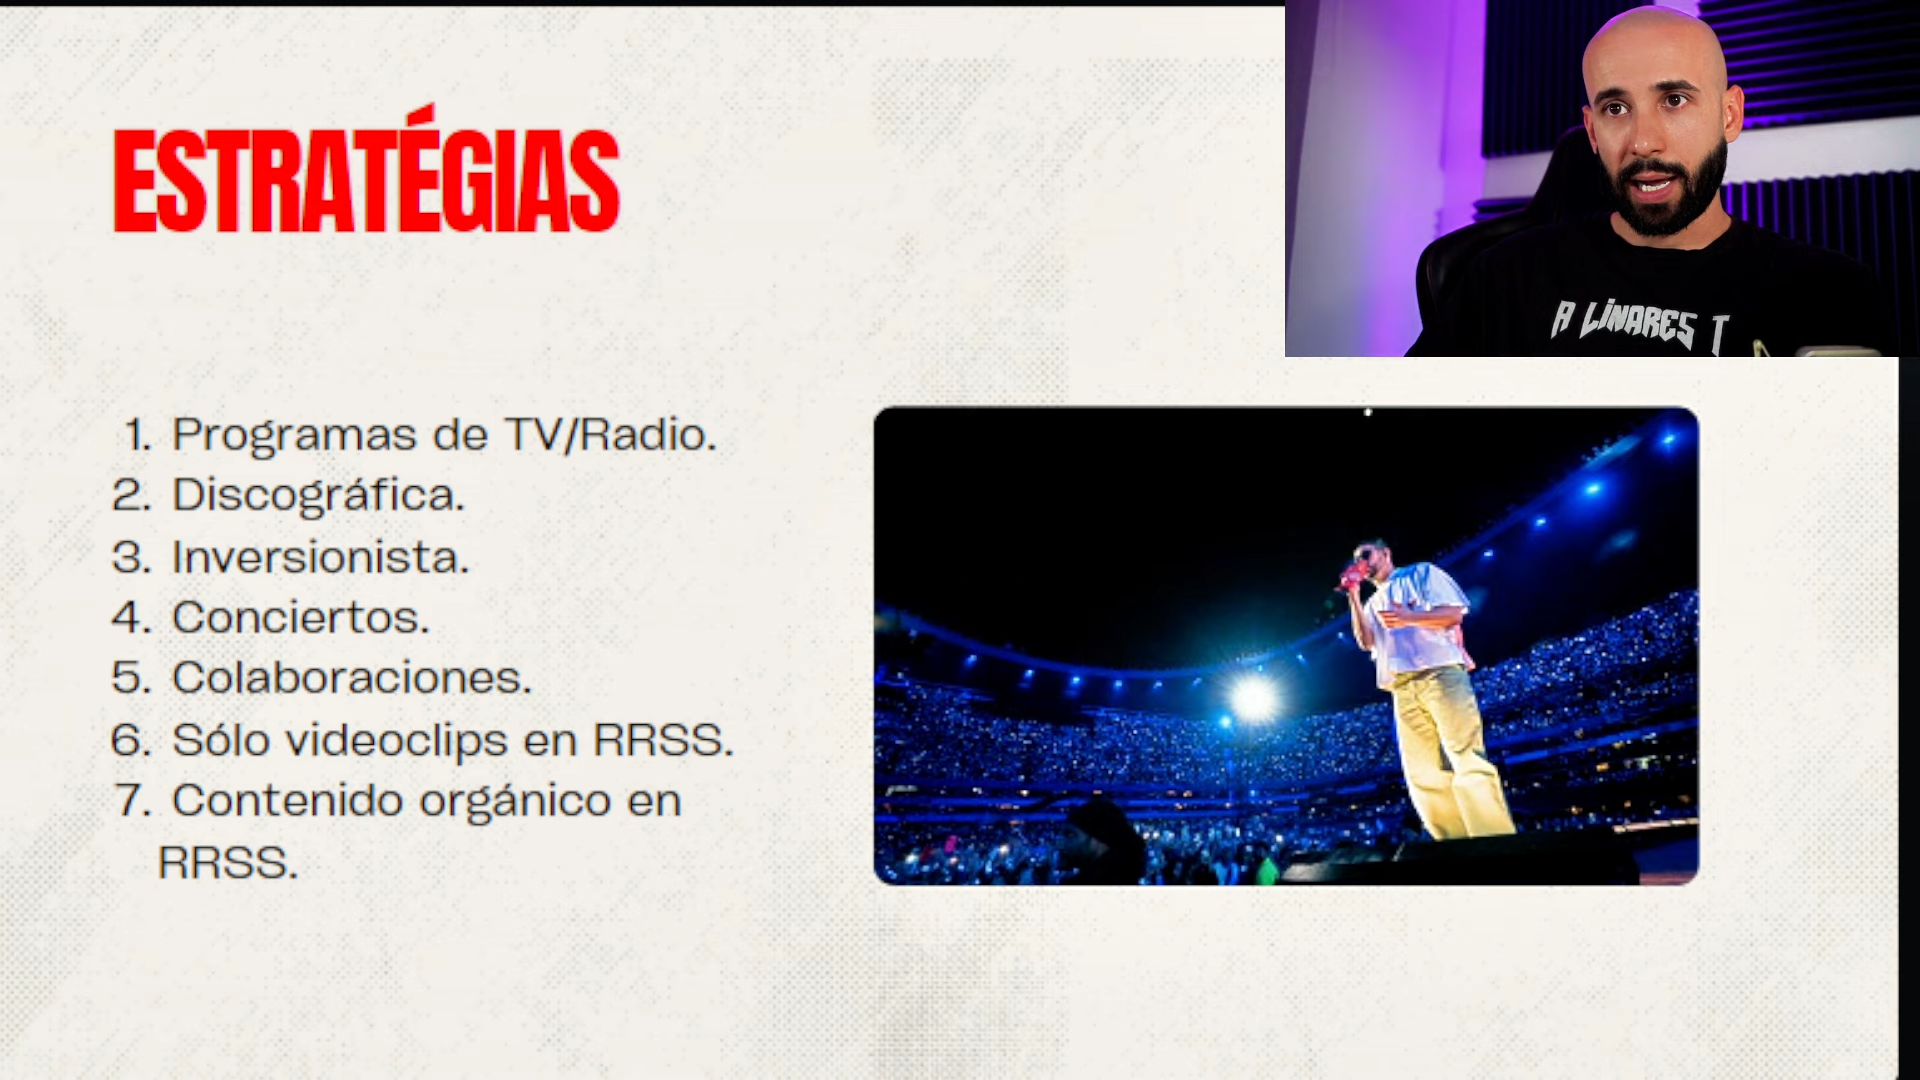 ESTRATÉGIAS
1. Programas de TV/Radio.
2. Discográfica.
3. Inversionista.
4. Conciertos.
5. Colaboraciones.
6. Sólo videoclips en RRSS.
7. Contenido orgánico en
RRSS.
A LINARES T